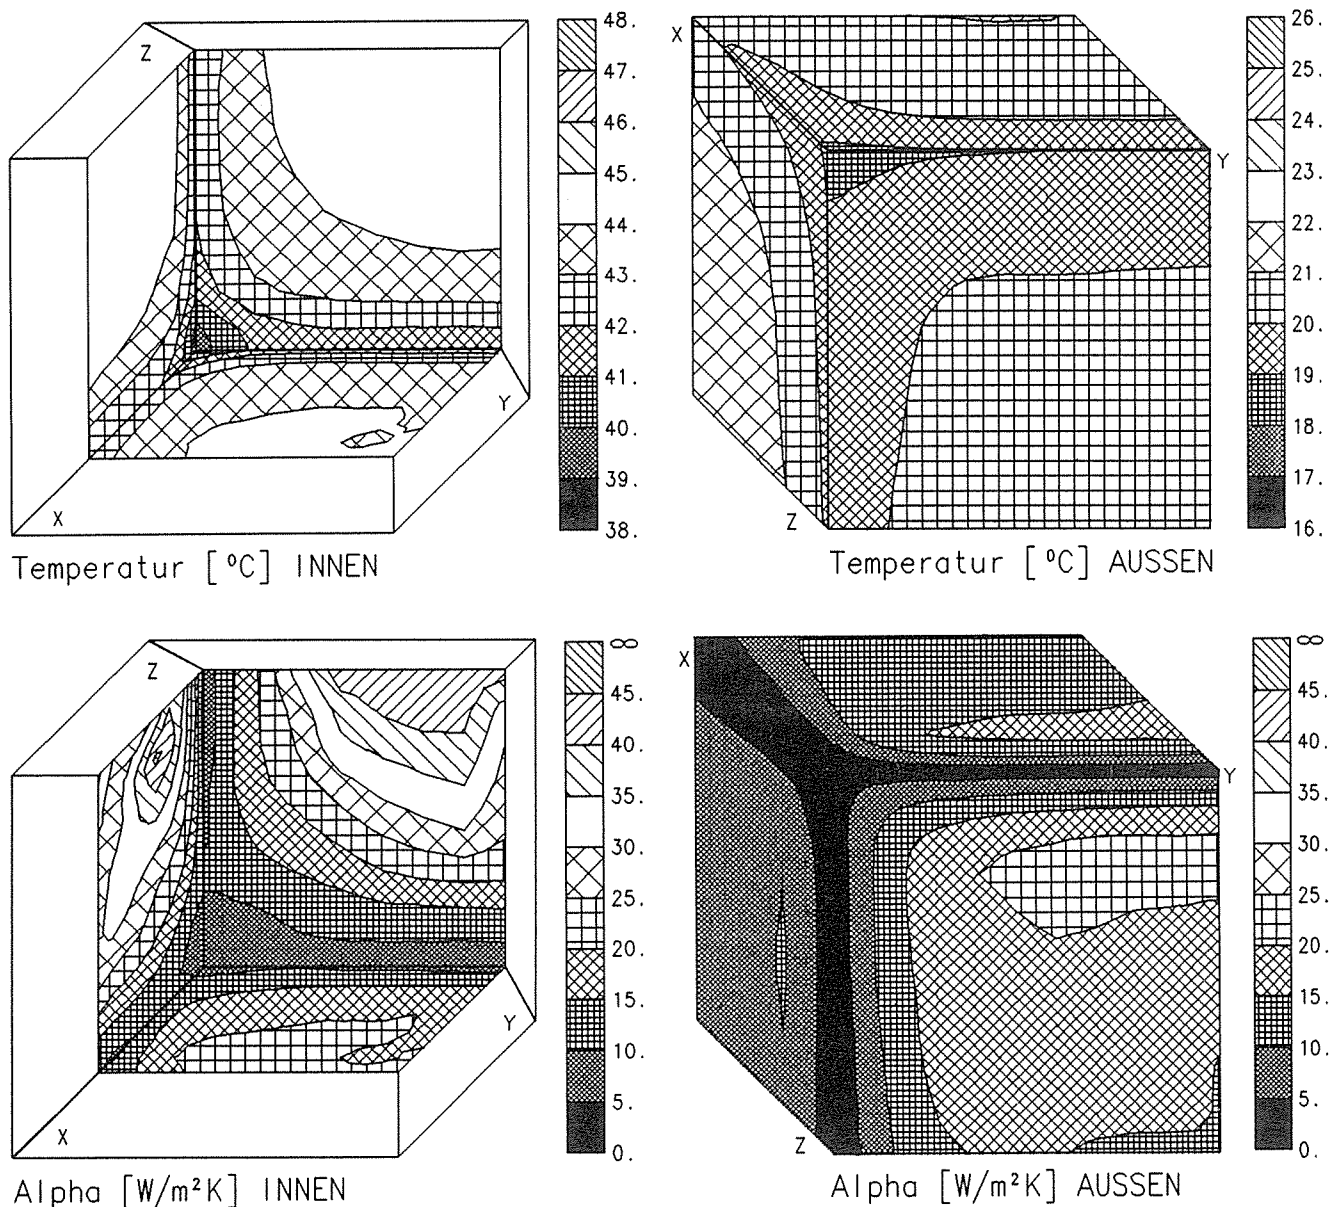 Z
Y
X
48.
47.
46.
45.
44.
43.
42.
41.
40.
39.
38.
Temperatur [ºC] INNEN
X
Y
Z
26.
25.
24.
23.
22.
21.
20.
19.
18.
17.
16.
Temperatur [ºC] AUSSEN
Z
Y
X
∞
45.
40.
35.
30.
25.
20.
15.
10.
5.
0.
Alpha [W/m²K] INNEN
X
Y
Z
∞
45.
40.
35.
30.
25.
20.
15.
10.
5.
0.
Alpha [W/m²K] AUSSEN